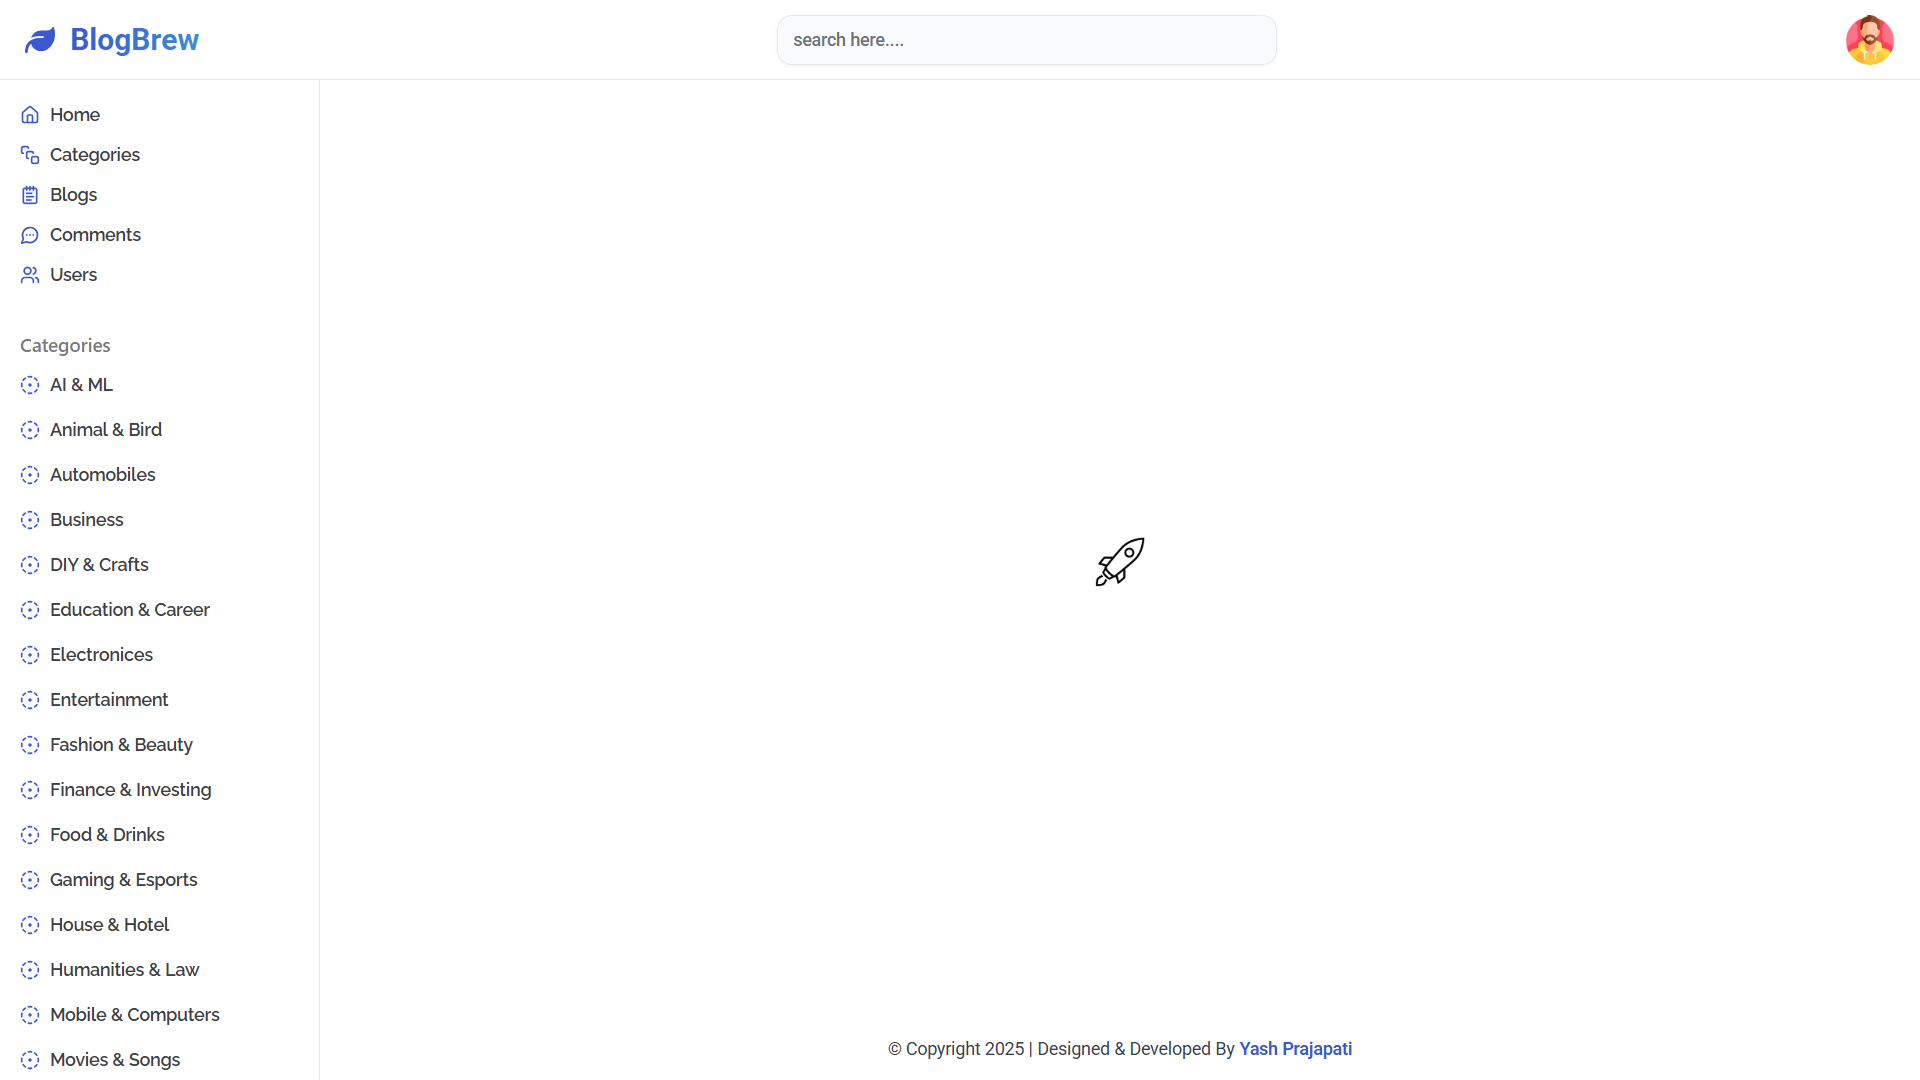 BlogBrew
search here....
Home
Categories
Blogs
Comments
Users
Categories
AI & ML
Animal & Bird
Automobiles
Business
DIY & Crafts
Education & Career
Electronices
Entertainment
Fashion & Beauty
Finance & Investing
Food & Drinks
Gaming & Esports
House & Hotel
Humanities & Law
Mobile & Computers
Movies & Songs
© Copyright 2025 | Designed & Developed By Yash Prajapati